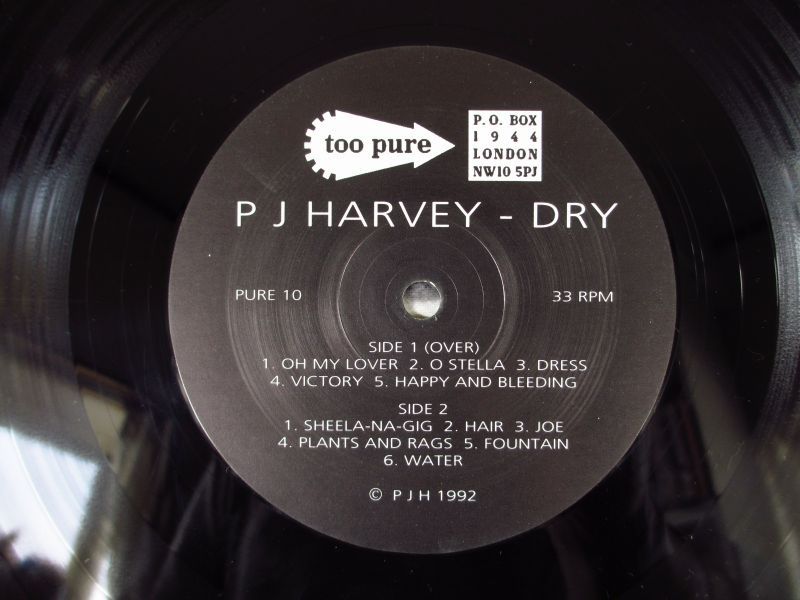 too pure
P. O. BOX
1 9 4 4
LONDON
NW10 5PJ
P J HARVEY - DRY
PURE 10
33 RPM
SIDE 1 (OVER)
1. OH MY LOVER 2. O STELLA 3. DRESS
4. VICTORY 5. HAPPY AND BLEEDING
SIDE 2
1. SHEELA-NA-GIG 2. HAIR 3. JOE
4. PLANTS AND RAGS 5. FOUNTAIN
6. WATER
© P J H 1992